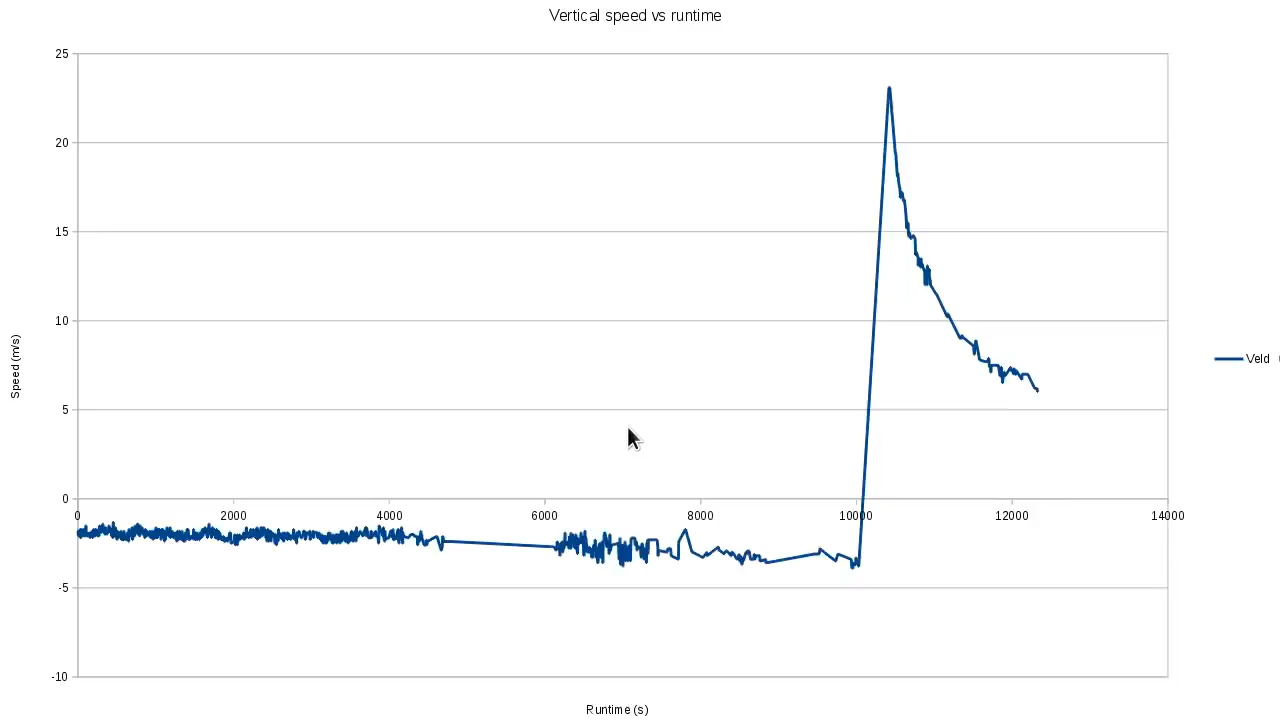 Vertical speed vs runtime
25
20
15
10
5
0
-5
-10
0 2000 4000 6000 8000 10000 12000 14000
Speed (m/s)
Runtime (s)
Veld